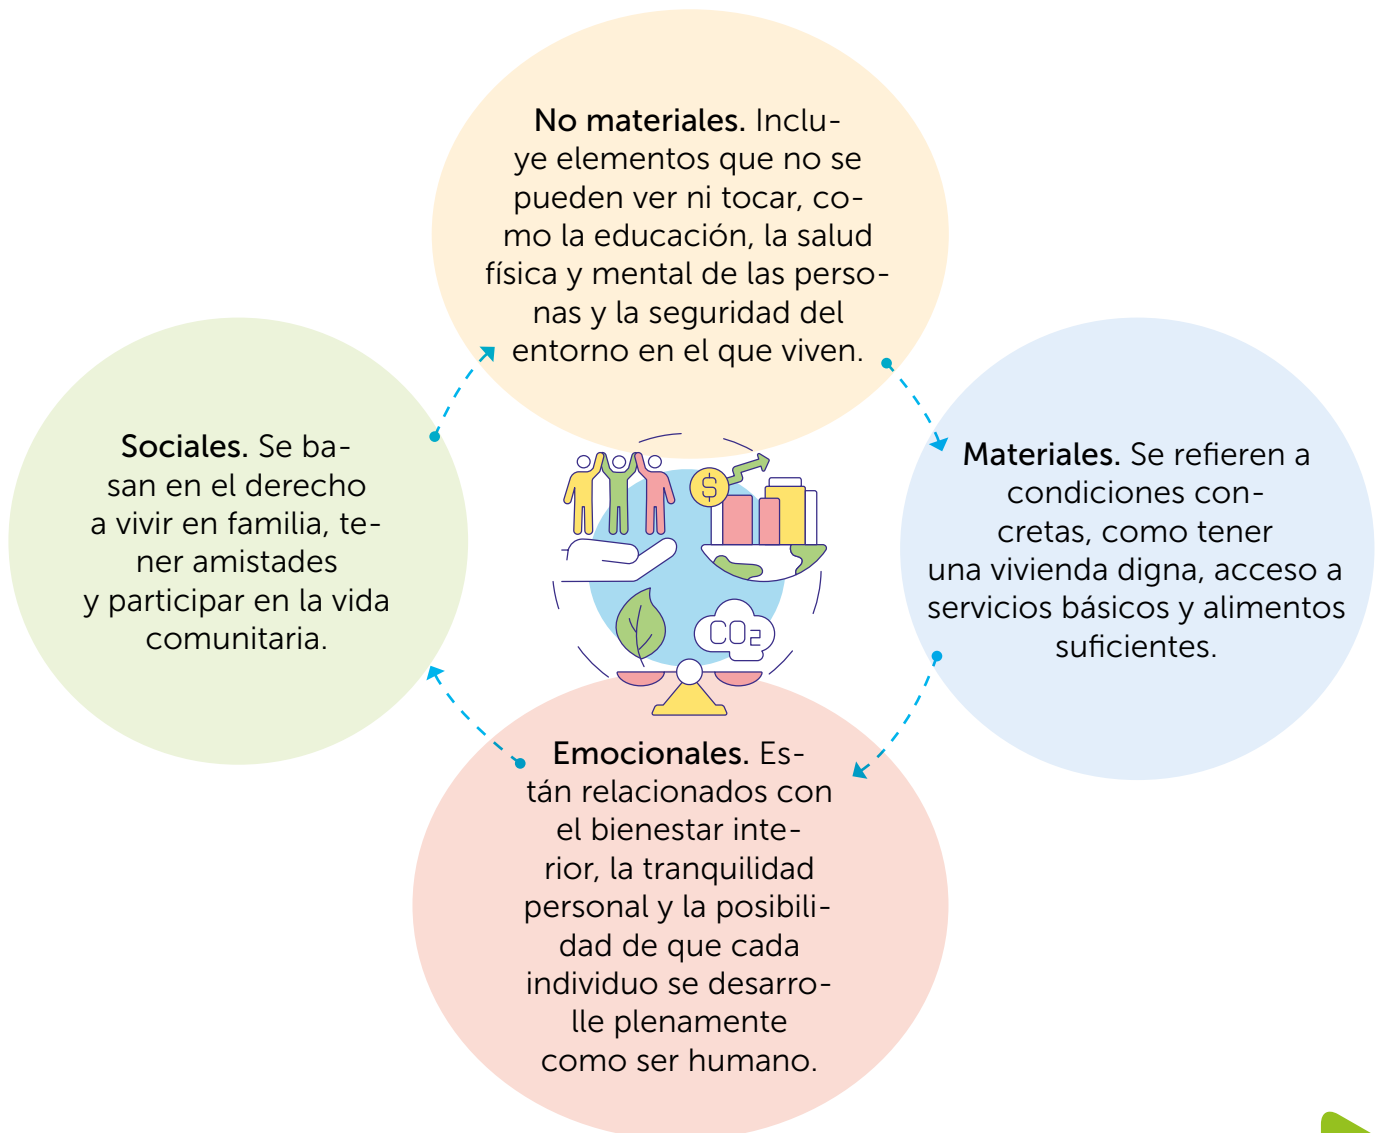 No materiales. Inclu-
ye elementos que no se
pueden ver ni tocar, co-
mo la educación, la salud
física y mental de las perso-
nas y la seguridad del
entorno en el que viven.
Materiales. Se refieren a
condiciones con-
cretas, como tener
una vivienda digna, acceso a
servicios básicos y alimentos
suficientes.
Emocionales. Es-
tán relacionados con
el bienestar inte-
rior, la tranquilidad
personal y la posibili-
dad de que cada
individuo se desarro-
lle plenamente
como ser humano.
Sociales. Se ba-
san en el derecho
a vivir en familia, te-
ner amistades
y participar en la vida
comunitaria.
$
CO2